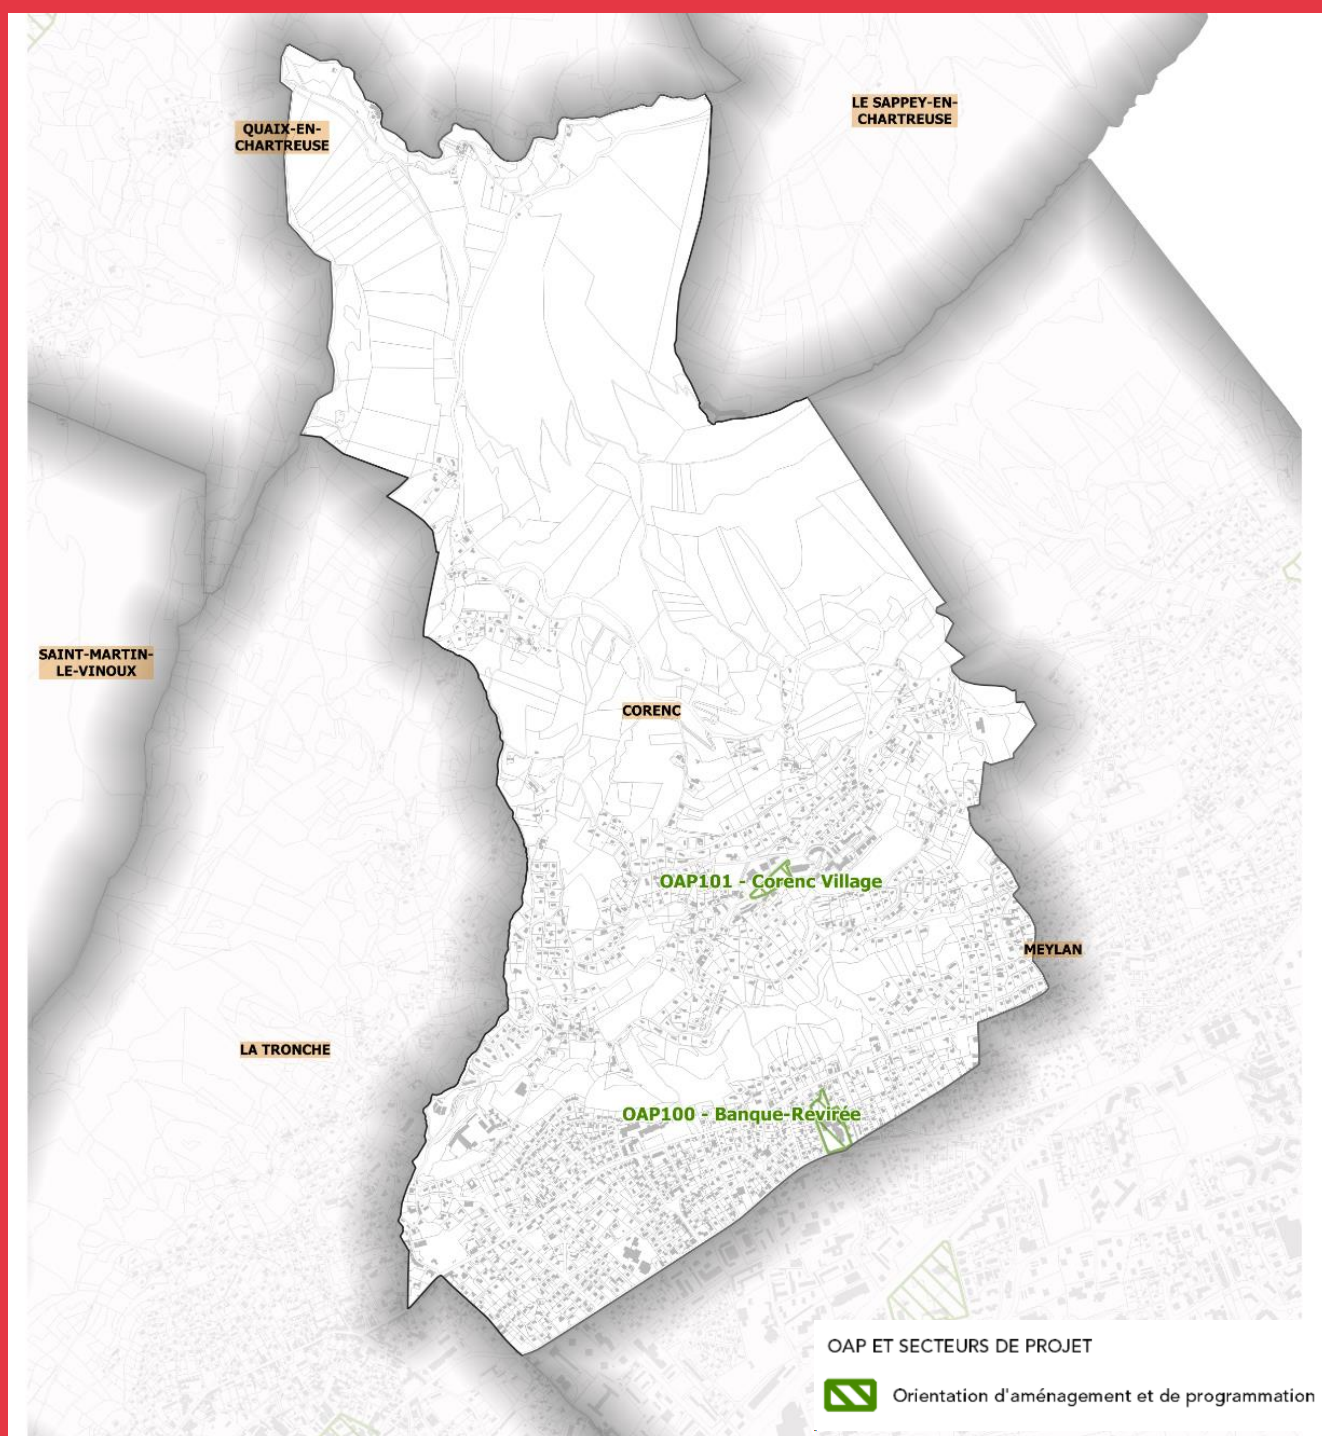 LE SAPPEY-EN-
CHARTREUSE
QUAIX-EN-
CHARTREUSE
SAINT-MARTIN-
LE-VINOUX
CORENC
OAP101 - Corenc Village
MEYLAN
LA TRONCHE
OAP100 - Banque-Révirée
OAP ET SECTEURS DE PROJET
Orientation d'aménagement et de programmation